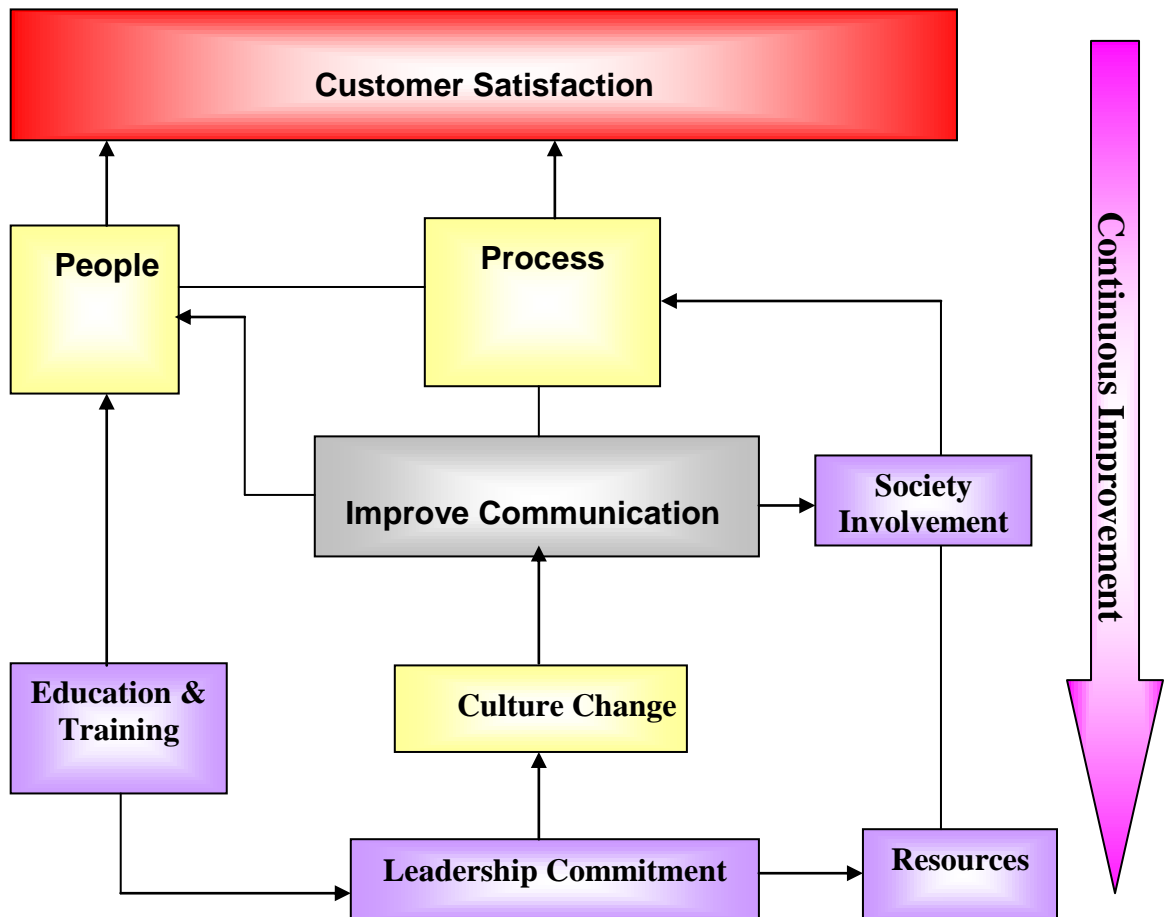 Customer Satisfaction
People
Process
Continuous Improvement
Improve Communication
Society
Involvement
Education &
Training
Culture Change
Leadership Commitment
Resources